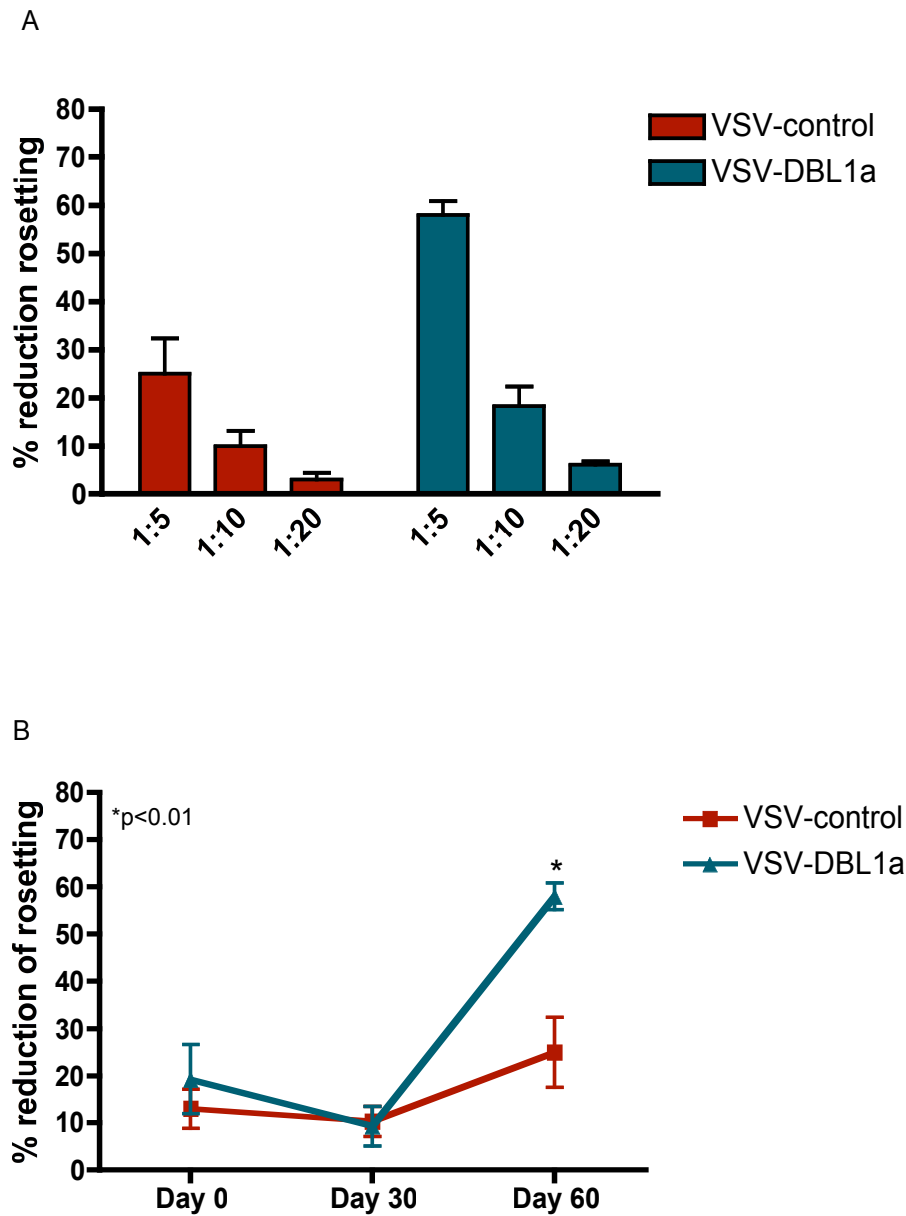 A
% reduction rosetting
80
70
60
50
40
30
20
10
0
1:5
1:10
1:20
1:5
1:10
1:20
VSV-control
VSV-DBL1a
B
% reduction of rosetting
80
70
60
50
40
30
20
10
0
*p<0.01
*
Day 0
Day 30
Day 60
VSV-control
VSV-DBL1a